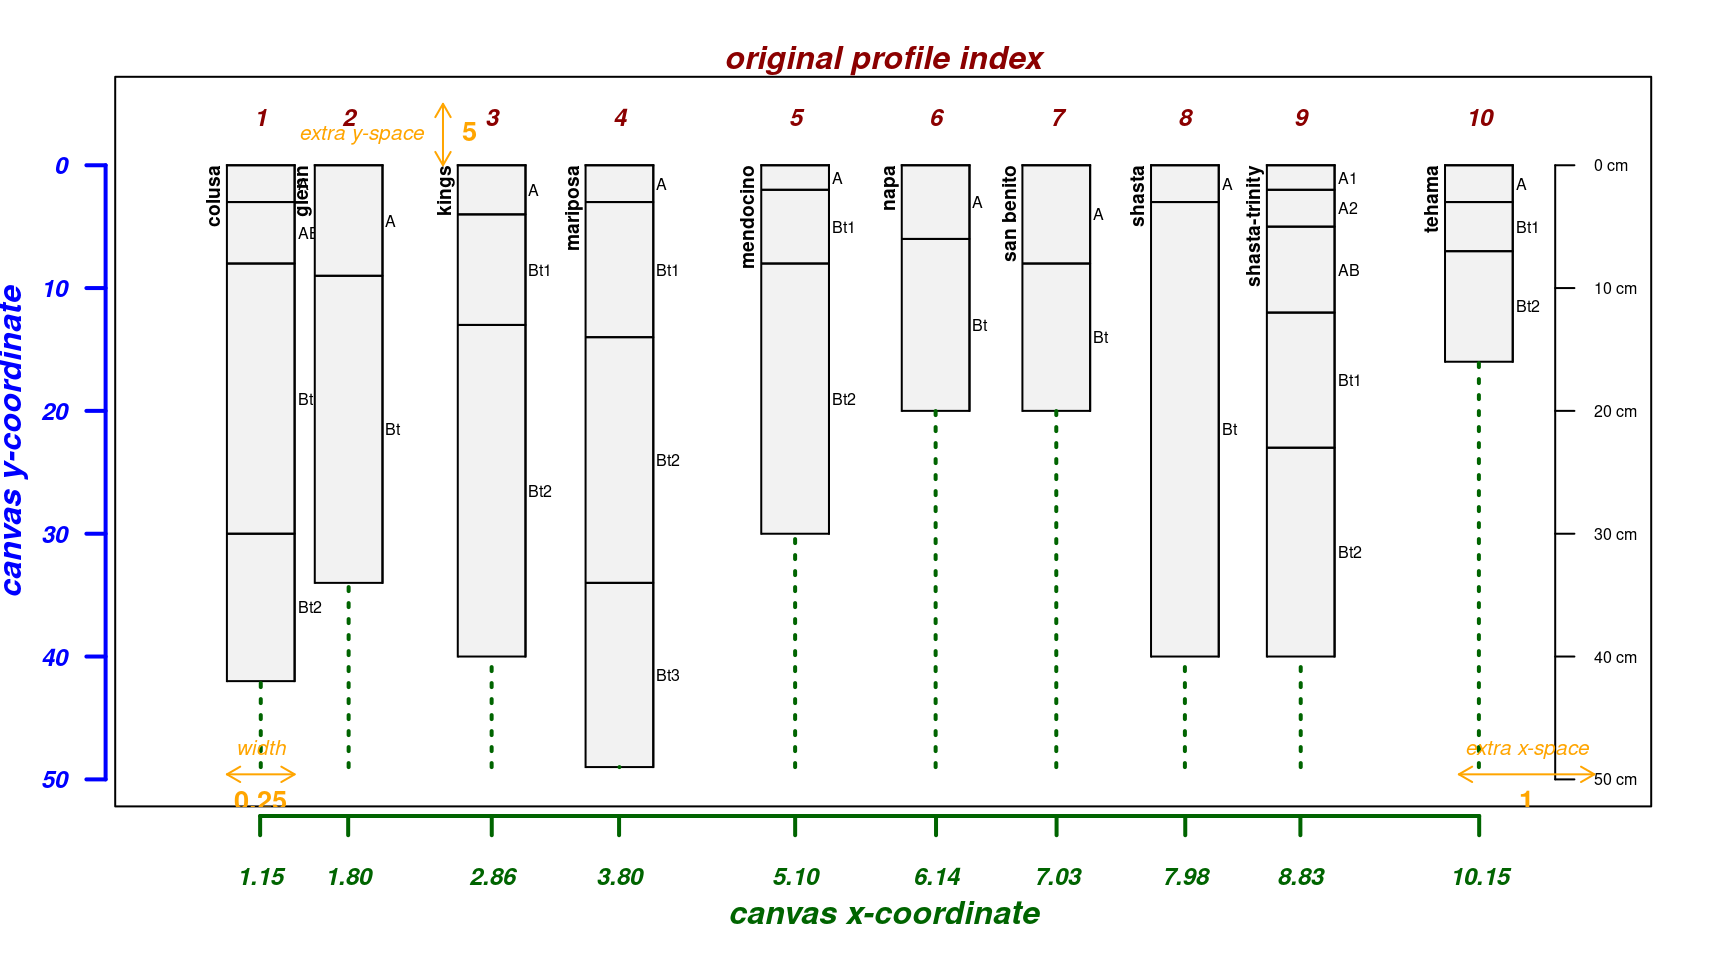 original profile index
1 2 3 4 5 6 7 8 9 10
extra y-space 5
canvas y-coordinate
0
10
20
30
40
50
colusa
Bt
Bt2
glenn
A
Bt
kings
A
Bt1
Bt2
mariposa
A
Bt1
Bt2
Bt3
mendocino
A
Bt1
Bt2
napa
A
Bt
san benito
A
Bt
shasta
A
Bt
shasta-trinity
A1
A2
AB
Bt1
Bt2
tehama
A
Bt1
Bt2
0 cm
10 cm
20 cm
30 cm
40 cm
50 cm
width
0.25
extra x-space
1
1.15 1.80 2.86 3.80 5.10 6.14 7.03 7.98 8.83 10.15
canvas x-coordinate